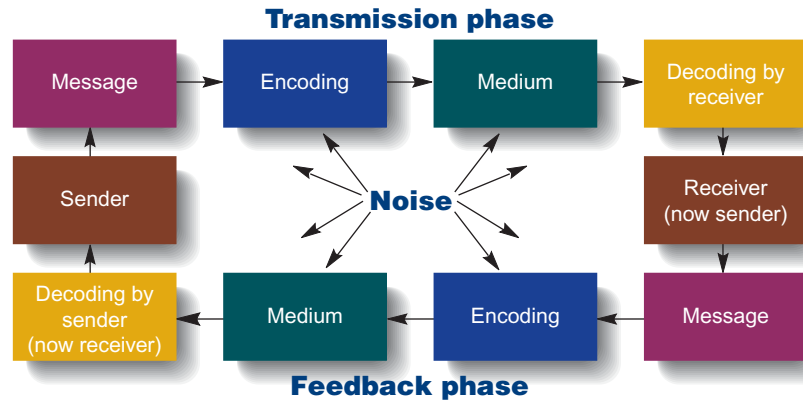 Transmission phase
Message
Encoding
Medium
Decoding by
receiver
Sender
Noise
Receiver
(now sender)
Decoding by
sender
(now receiver)
Medium
Encoding
Message
Feedback phase